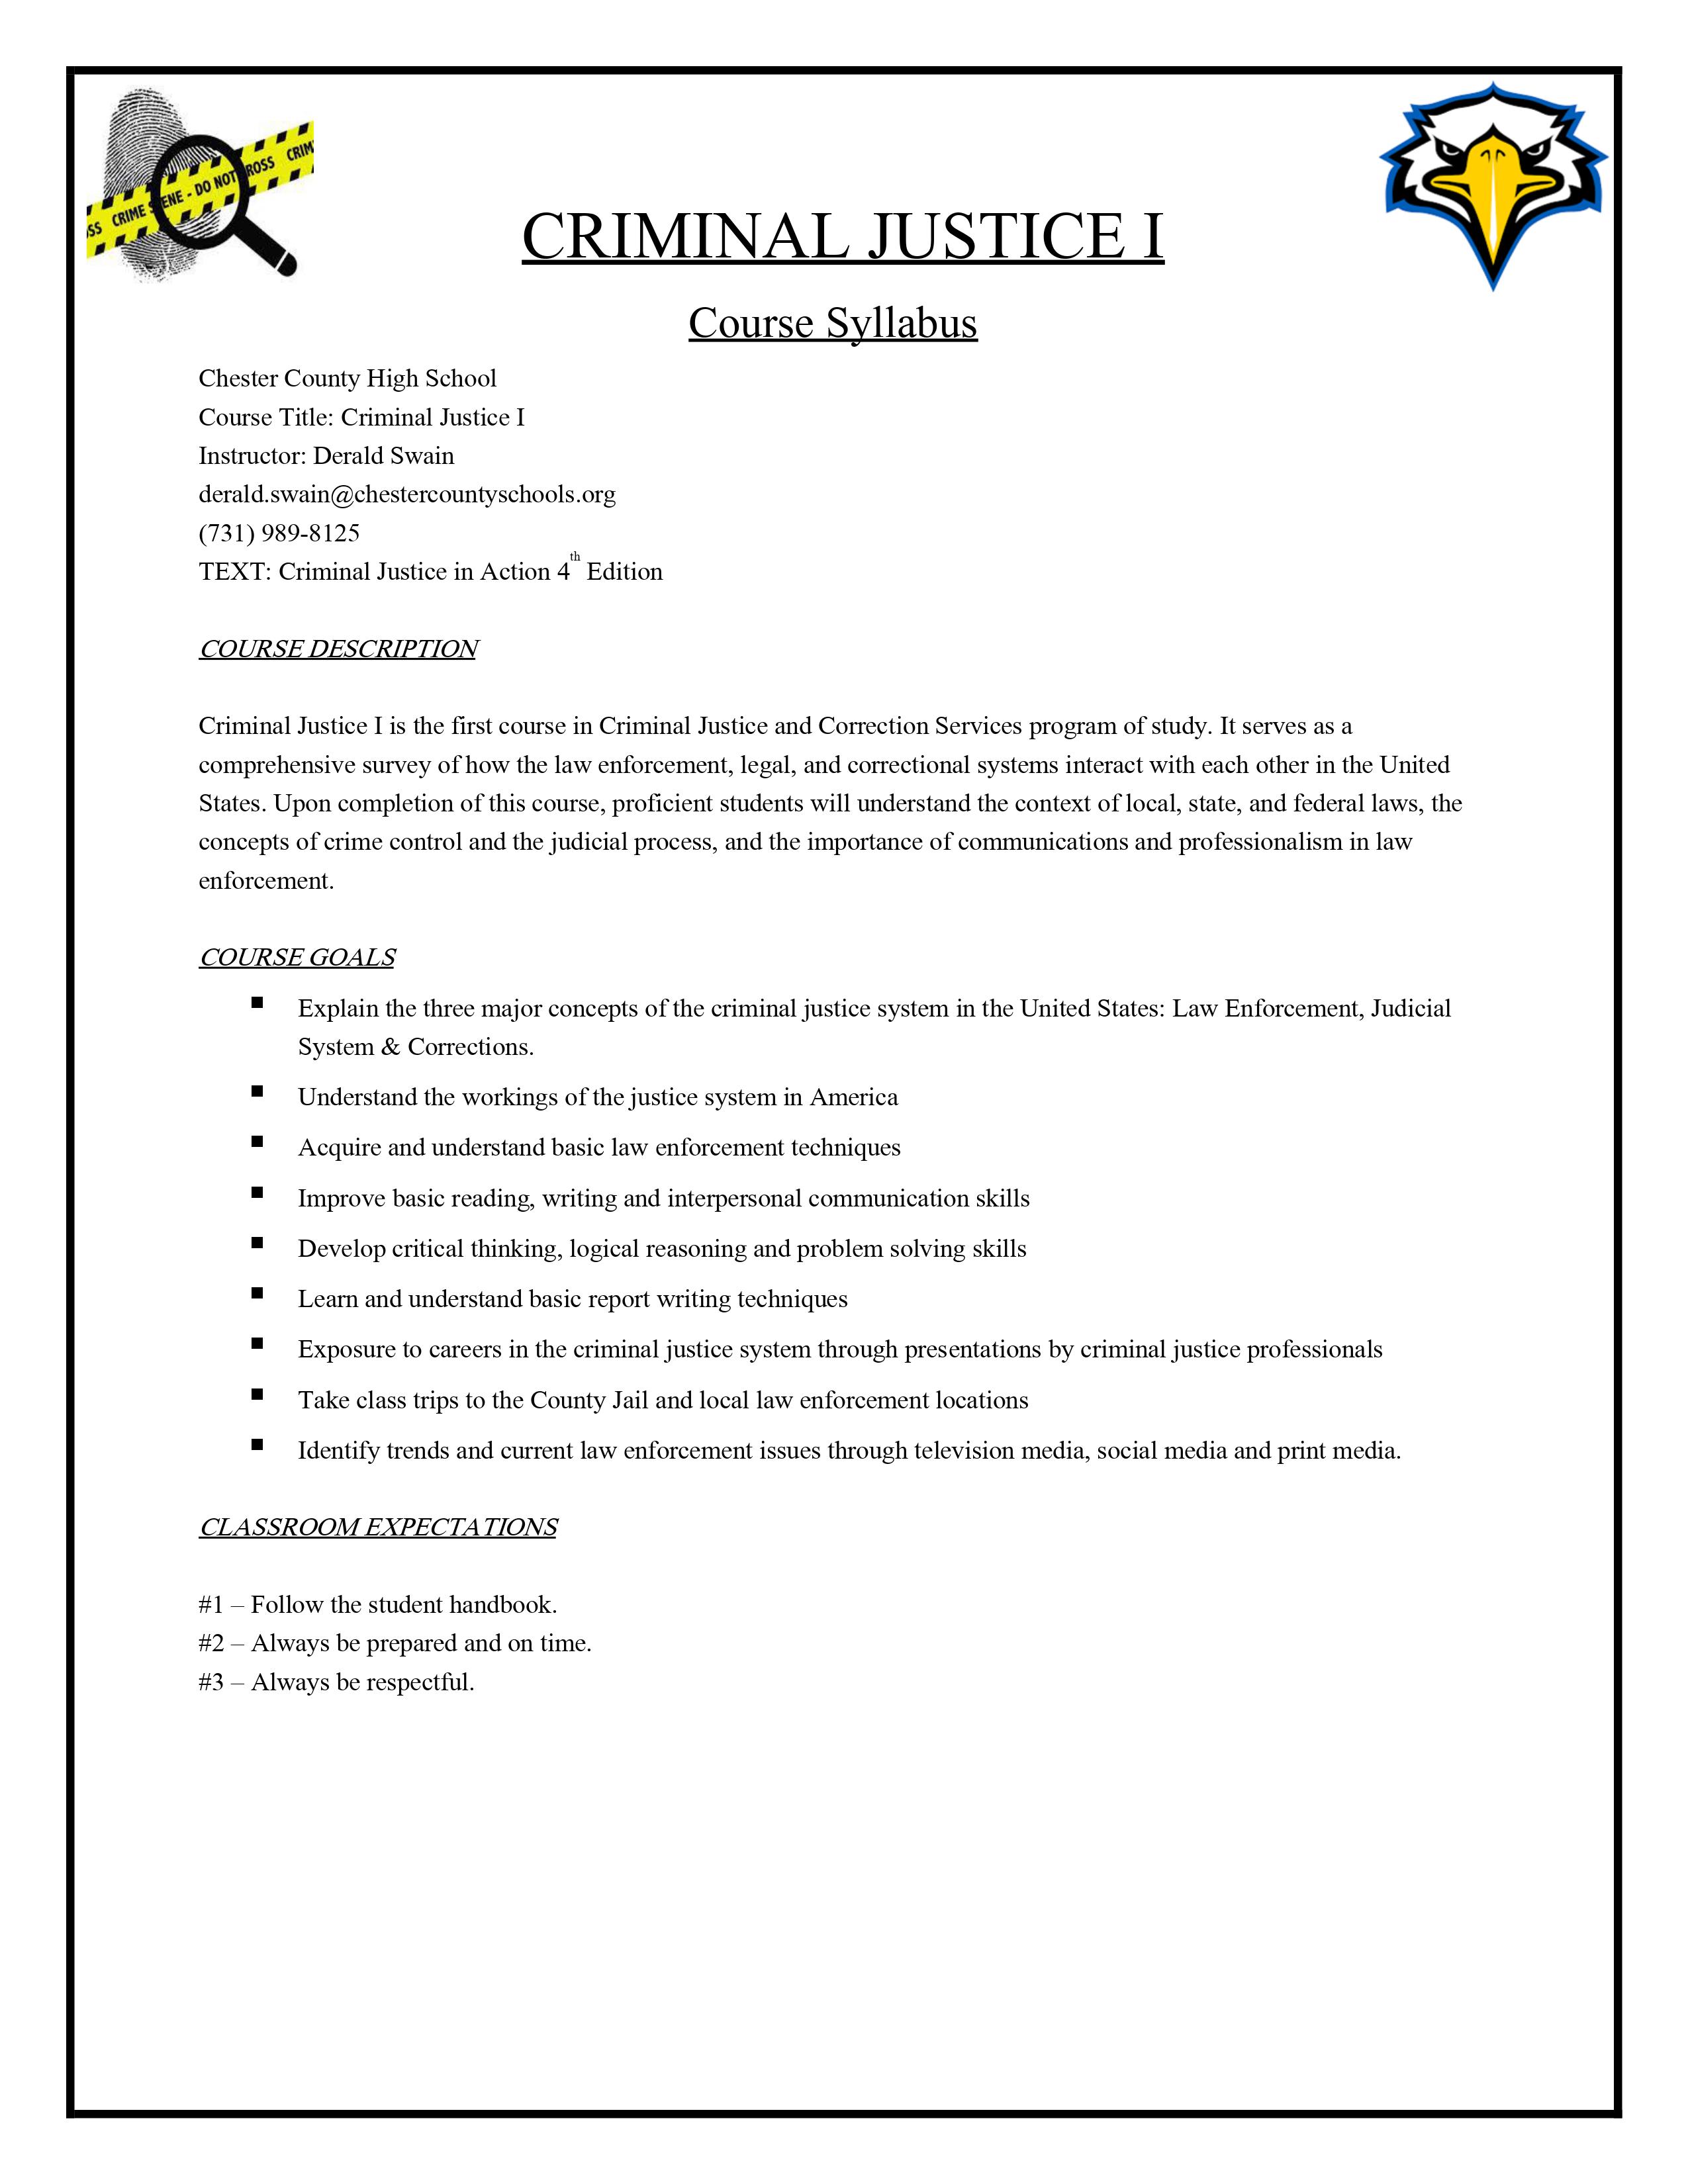 SS CRIME SCENE - DO NOT CROSS CRIM
CRIMINAL JUSTICE I
Course Syllabus
Chester County High School
Course Title: Criminal Justice I
Instructor: Derald Swain
derald.swain@chestercountyschools.org
(731) 989-8125
TEXT: Criminal Justice in Action 4th Edition
COURSE DESCRIPTION
Criminal Justice I is the first course in Criminal Justice and Correction Services program of study. It serves as a
comprehensive survey of how the law enforcement, legal, and correctional systems interact with each other in the United
States. Upon completion of this course, proficient students will understand the context of local, state, and federal laws, the
concepts of crime control and the judicial process, and the importance of communications and professionalism in law
enforcement.
COURSE GOALS
▪ Explain the three major concepts of the criminal justice system in the United States: Law Enforcement, Judicial
System & Corrections.
▪ Understand the workings of the justice system in America
▪ Acquire and understand basic law enforcement techniques
▪ Improve basic reading, writing and interpersonal communication skills
▪ Develop critical thinking, logical reasoning and problem solving skills
▪ Learn and understand basic report writing techniques
▪ Exposure to careers in the criminal justice system through presentations by criminal justice professionals
▪ Take class trips to the County Jail and local law enforcement locations
▪ Identify trends and current law enforcement issues through television media, social media and print media.
CLASSROOM EXPECTATIONS
#1 – Follow the student handbook.
#2 – Always be prepared and on time.
#3 – Always be respectful.